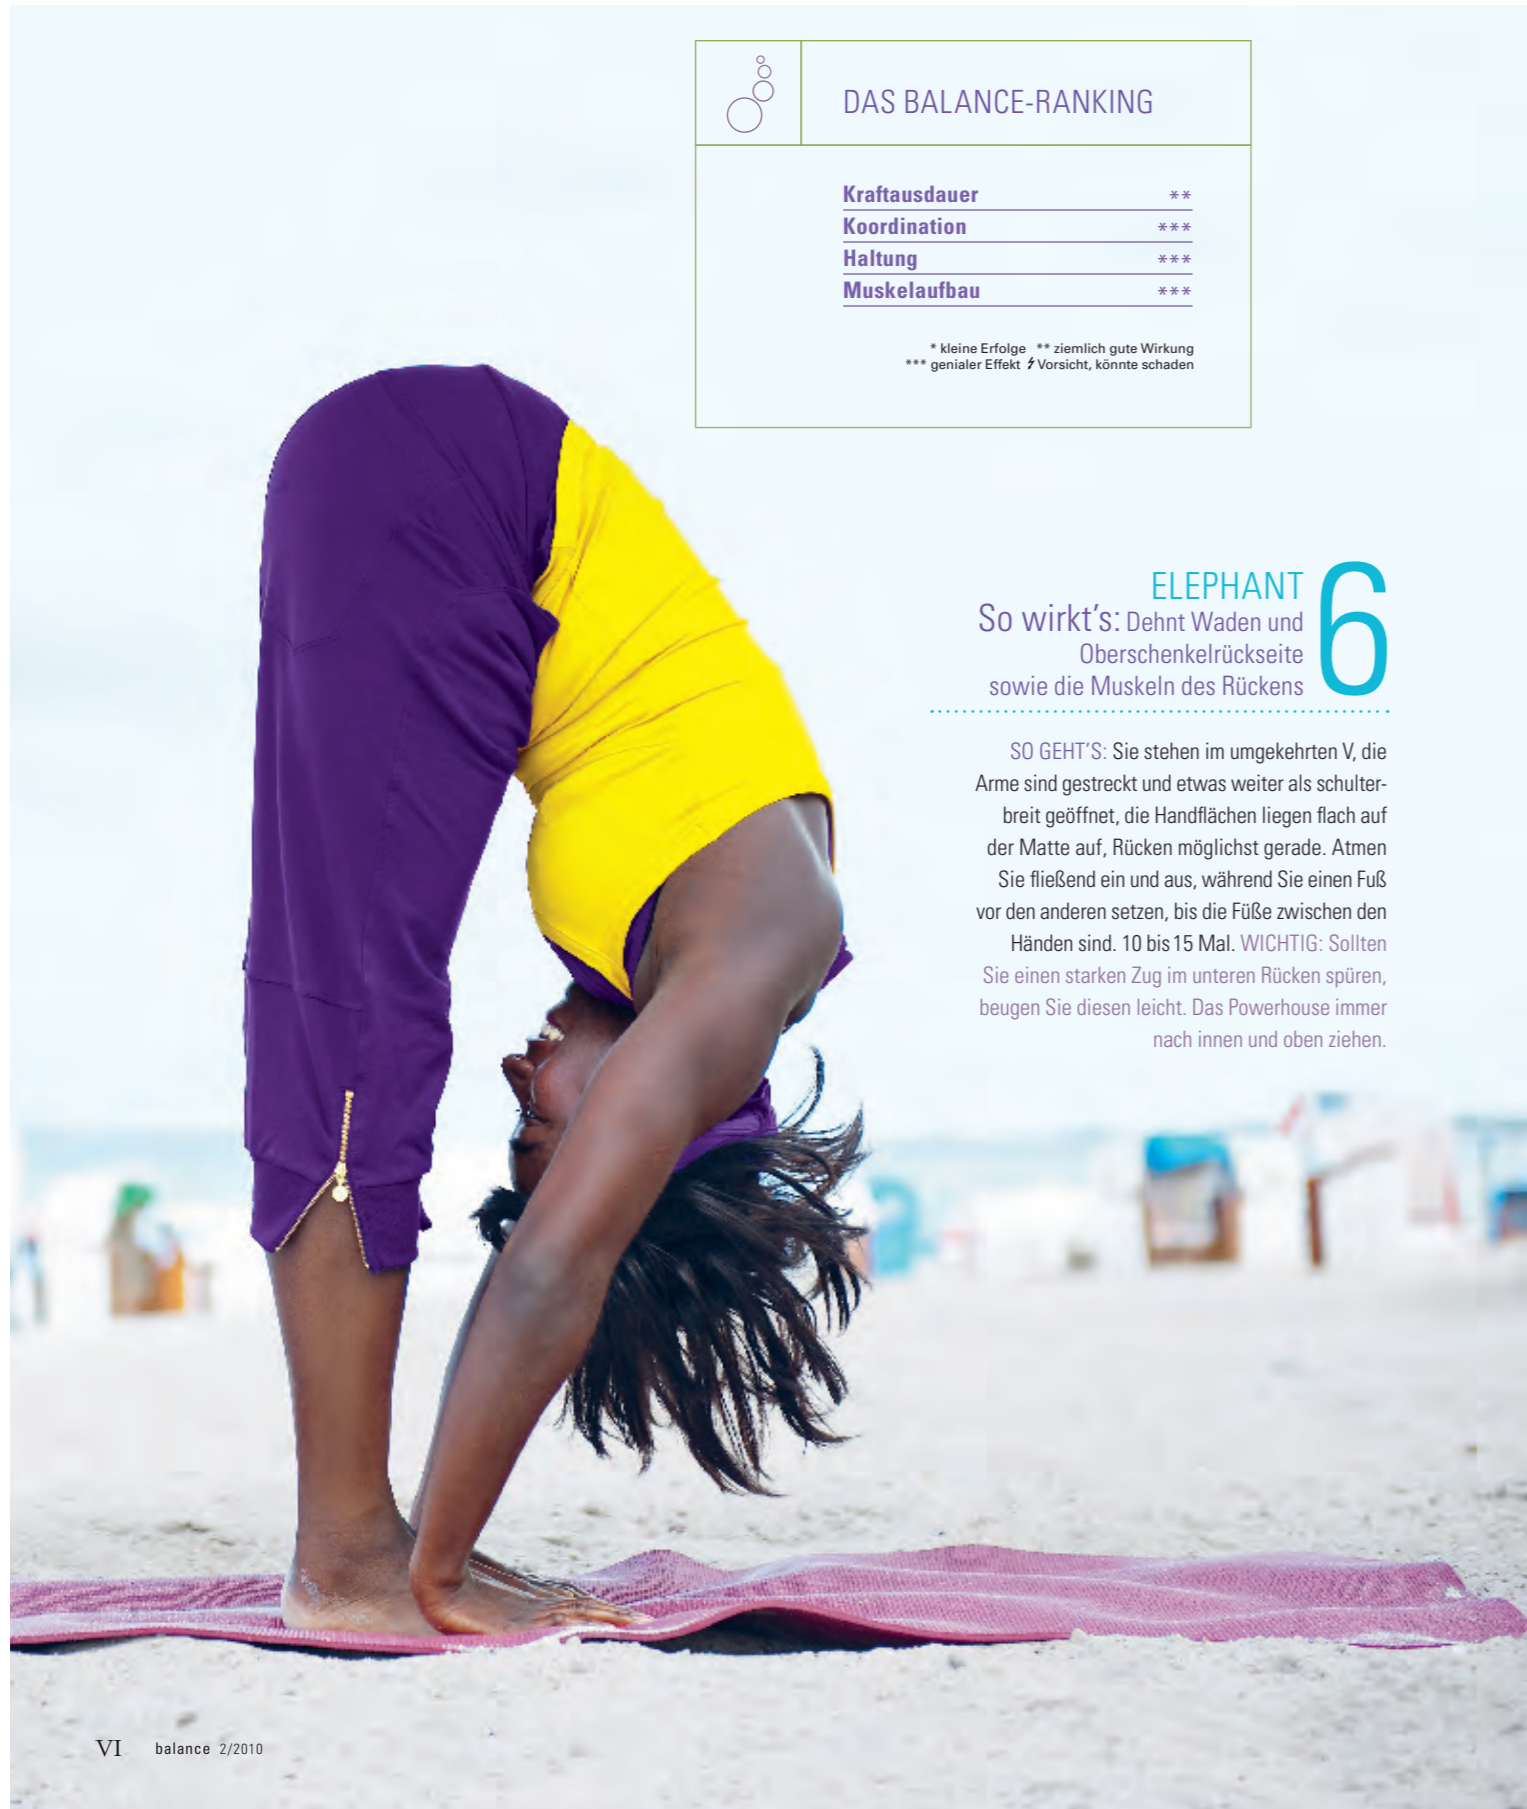 DAS BALANCE-RANKING
Kraftausdauer **
Koordination ***
Haltung ***
Muskelaufbau ***
* kleine Erfolge ** ziemlich gute Wirkung
*** genialer Effekt ⚡Vorsicht, könnte schaden
ELEPHANT 6
So wirkt’s: Dehnt Waden und
Oberschenkelrückseite
sowie die Muskeln des Rückens
SO GEHT’S: Sie stehen im umgekehrten V, die
Arme sind gestreckt und etwas weiter als schulter-
breit geöffnet, die Handflächen liegen flach auf
der Matte auf, Rücken möglichst gerade. Atmen
Sie fließend ein und aus, während Sie einen Fuß
vor den anderen setzen, bis die Füße zwischen den
Händen sind. 10 bis 15 Mal. WICHTIG: Sollten
Sie einen starken Zug im unteren Rücken spüren,
beugen Sie diesen leicht. Das Powerhouse immer
nach innen und oben ziehen.
VI balance 2/2010